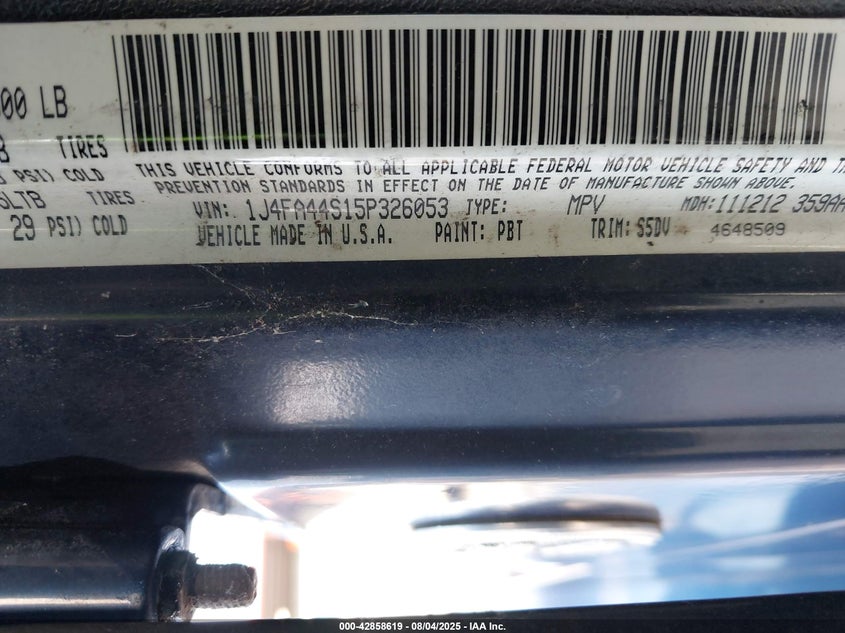 00 LB
TIRES
PSI) COLD
THIS VEHICLE CONFORMS TO ALL APPLICABLE FEDERAL MOTOR VEHICLE SAFETY AND
PREVENTION STANDARDS IN EFFECT ON THE DATE OF MANUFACTURE SHOWN ABOVE.
LTB TIRES
29 PSI) COLD
VIN: 1J4FA44S15P326053 TYPE: MPV MDH: 111212 359AA
VEHICLE MADE IN U.S.A. PAINT: PBT TRIM: S5DV 4648509
000-42858619 - 08/04/2025 - IAA Inc.